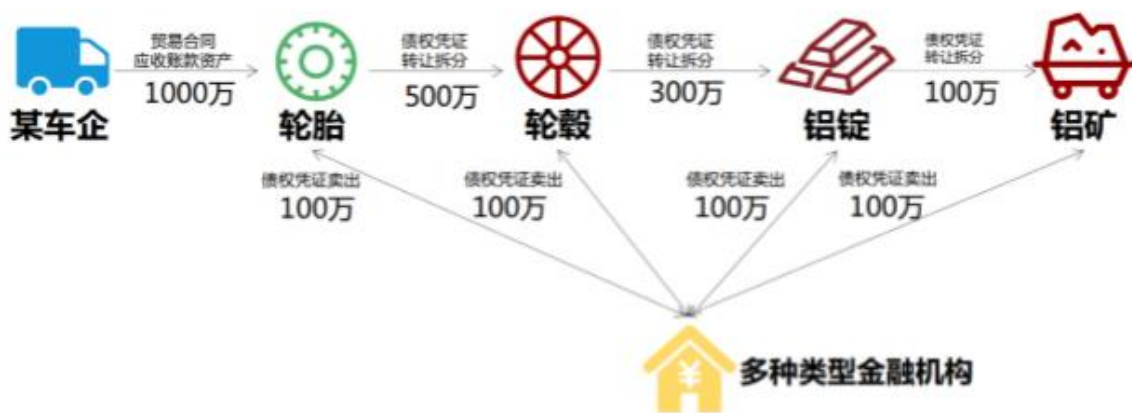 贸易合同
应收账款资产
1000万
债权凭证
转让拆分
500万
债权凭证
转让拆分
300万
债权凭证
转让拆分
100万
某车企
轮胎
轮毂
铝锭
铝矿
债权凭证卖出
100万
债权凭证卖出
100万
债权凭证卖出
100万
债权凭证卖出
100万
¥
多种类型金融机构